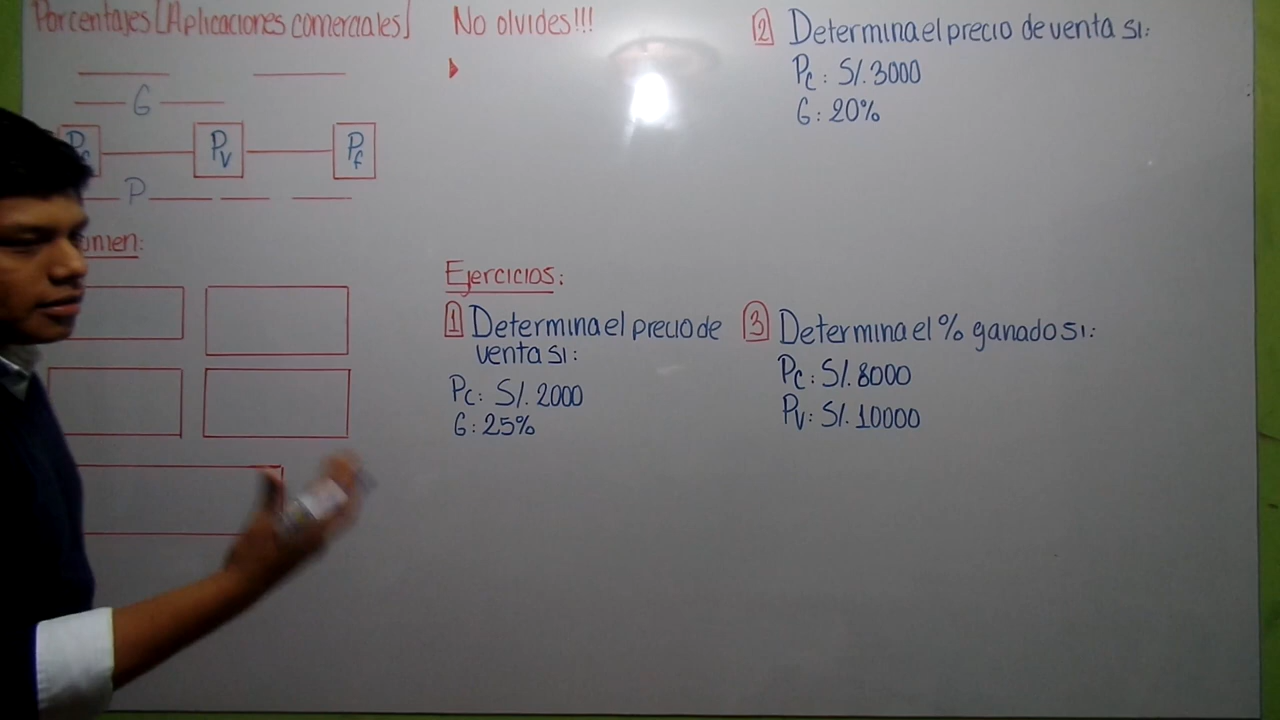 Porcentajes [Aplicaciones comerciales]
G
Pc Pv Pf
P
umen:
No olvides!!!
Ejercicios:
1 Determina el precio de
venta si:
Pc: S/. 2000
G: 25%
2 Determina el precio de venta si:
Pc: S/. 3000
G: 20%
3 Determina el % ganado si:
Pc: S/. 8000
Pv: S/. 10000